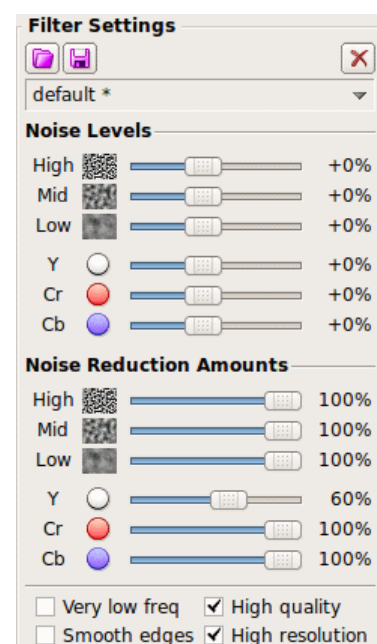 Filter Settings
default *
Noise Levels
High +0%
Mid +0%
Low +0%
Y +0%
Cr +0%
Cb +0%
Noise Reduction Amounts
High 100%
Mid 100%
Low 100%
Y 60%
Cr 100%
Cb 100%
Very low freq High quality
Smooth edges High resolution